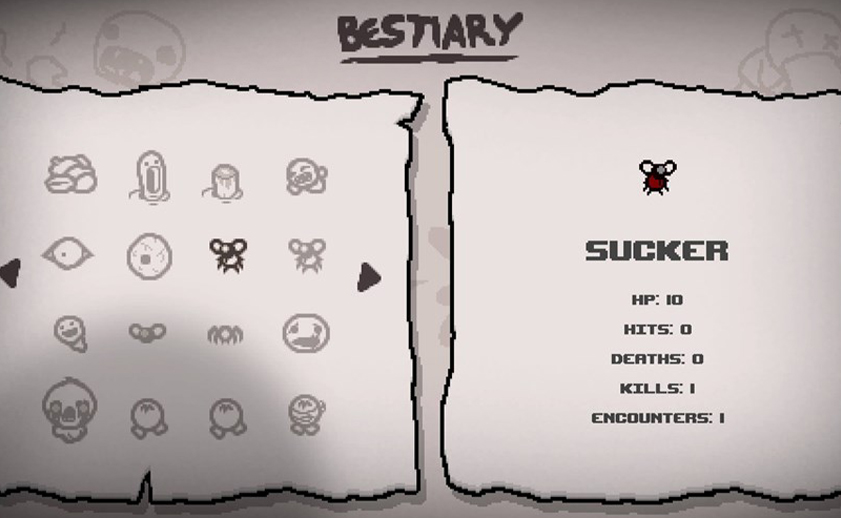 BESTIARY
SUCKER
HP: 10
HITS: 0
DEATHS: 0
KILLS: 1
ENCOUNTERS: 1